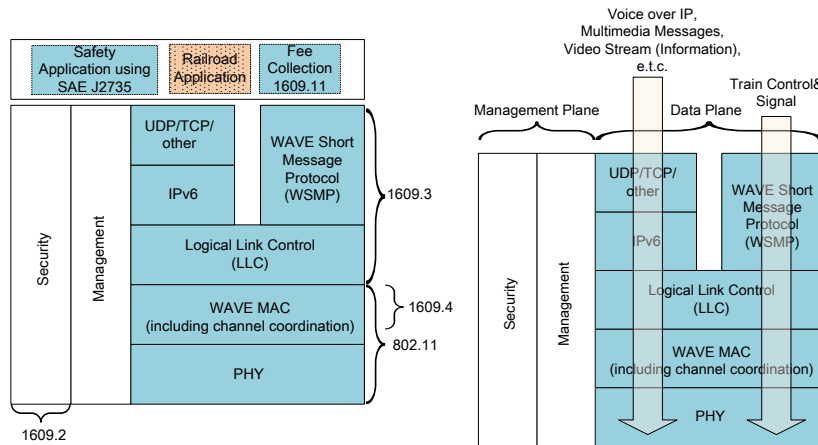 Safety
Application using
SAE J2735
Railroad
Application
Fee
Collection
1609.11
UDP/TCP/
other
WAVE Short
Message
Protocol
(WSMP)
IPv6
1609.3
Logical Link Control
(LLC)
Security
Management
WAVE MAC
(including channel coordination)
1609.4
802.11
PHY
1609.2
Voice over IP,
Multimedia Messages,
Video Stream (Information),
e.t.c.
Train Control&
Signal
Management Plane
Data Plane
UDP/TCP/
other
WAVE Short
Message
Protocol
(WSMP)
IPv6
Logical Link Control
(LLC)
Security
Management
WAVE MAC
(including channel coordination)
PHY